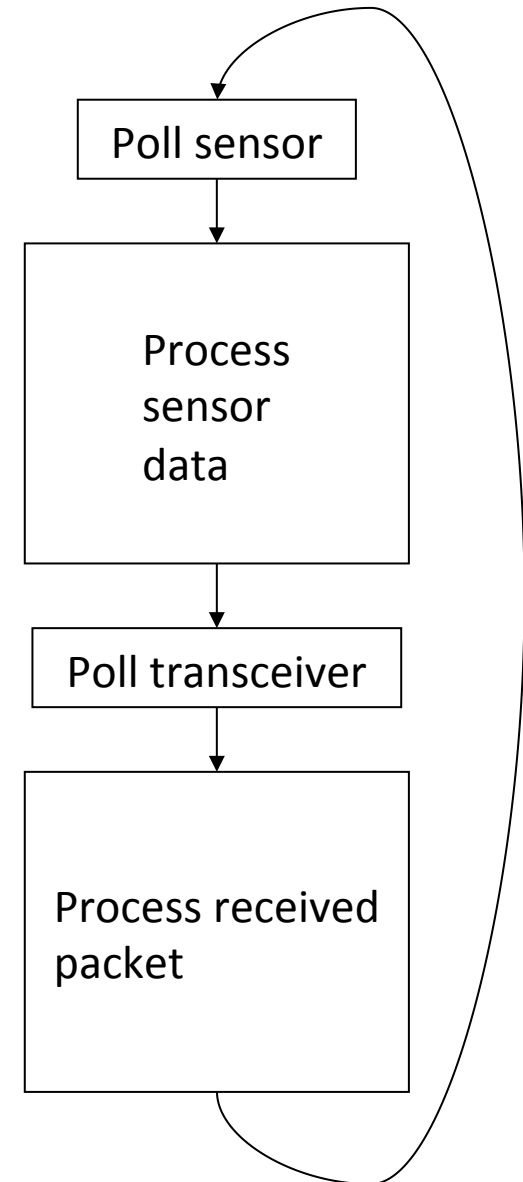 Poll sensor
Process
sensor
data
Poll transceiver
Process received
packet